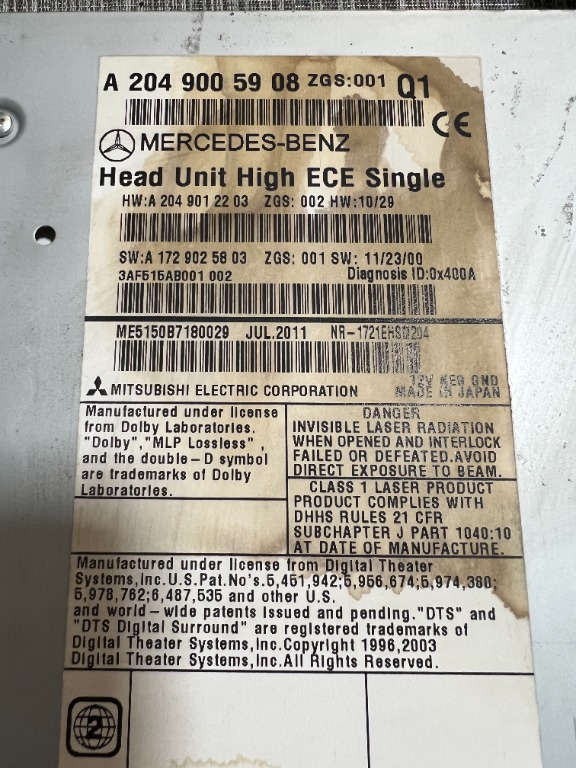 A 204 900 59 08 ZGS:001 Q1
CE
MERCEDES-BENZ
Head Unit High ECE Single
HW:A 204 901 22 03 ZGS: 002 HW:10/29
SW:A 172 902 58 03 ZGS: 001 SW: 11/23/00
3AF515AB001 002 Diagnosis ID:0x400A
ME5150B7180029 JUL.2011 NR-1721EHS0204
12V NEG GND
MITSUBISHI ELECTRIC CORPORATION MADE IN JAPAN
Manufactured under license
from Dolby Laboratories.
"Dolby","MLP Lossless",
and the double-D symbol
are trademarks of Dolby
Laboratories.
DANGER
INVISIBLE LASER RADIATION
WHEN OPENED AND INTERLOCK
FAILED OR DEFEATED.AVOID
DIRECT EXPOSURE TO BEAM.
CLASS 1 LASER PRODUCT
PRODUCT COMPLIES WITH
DHHS RULES 21 CFR
SUBCHAPTER J PART 1040:10
AT DATE OF MANUFACTURE.
Manufactured under license from Digital Theater
Systems,Inc.U.S.Pat.No's.5,451,942;5,956,674;5,974,380;
5,978,762;6,487,535 and other U.S.
and world-wide patents issued and pending."DTS" and
"DTS Digital Surround" are registered trademarks of
Digital Theater Systems,Inc.Copyright 1996,2003
Digital Theater Systems,Inc.All Rights Reserved.
2